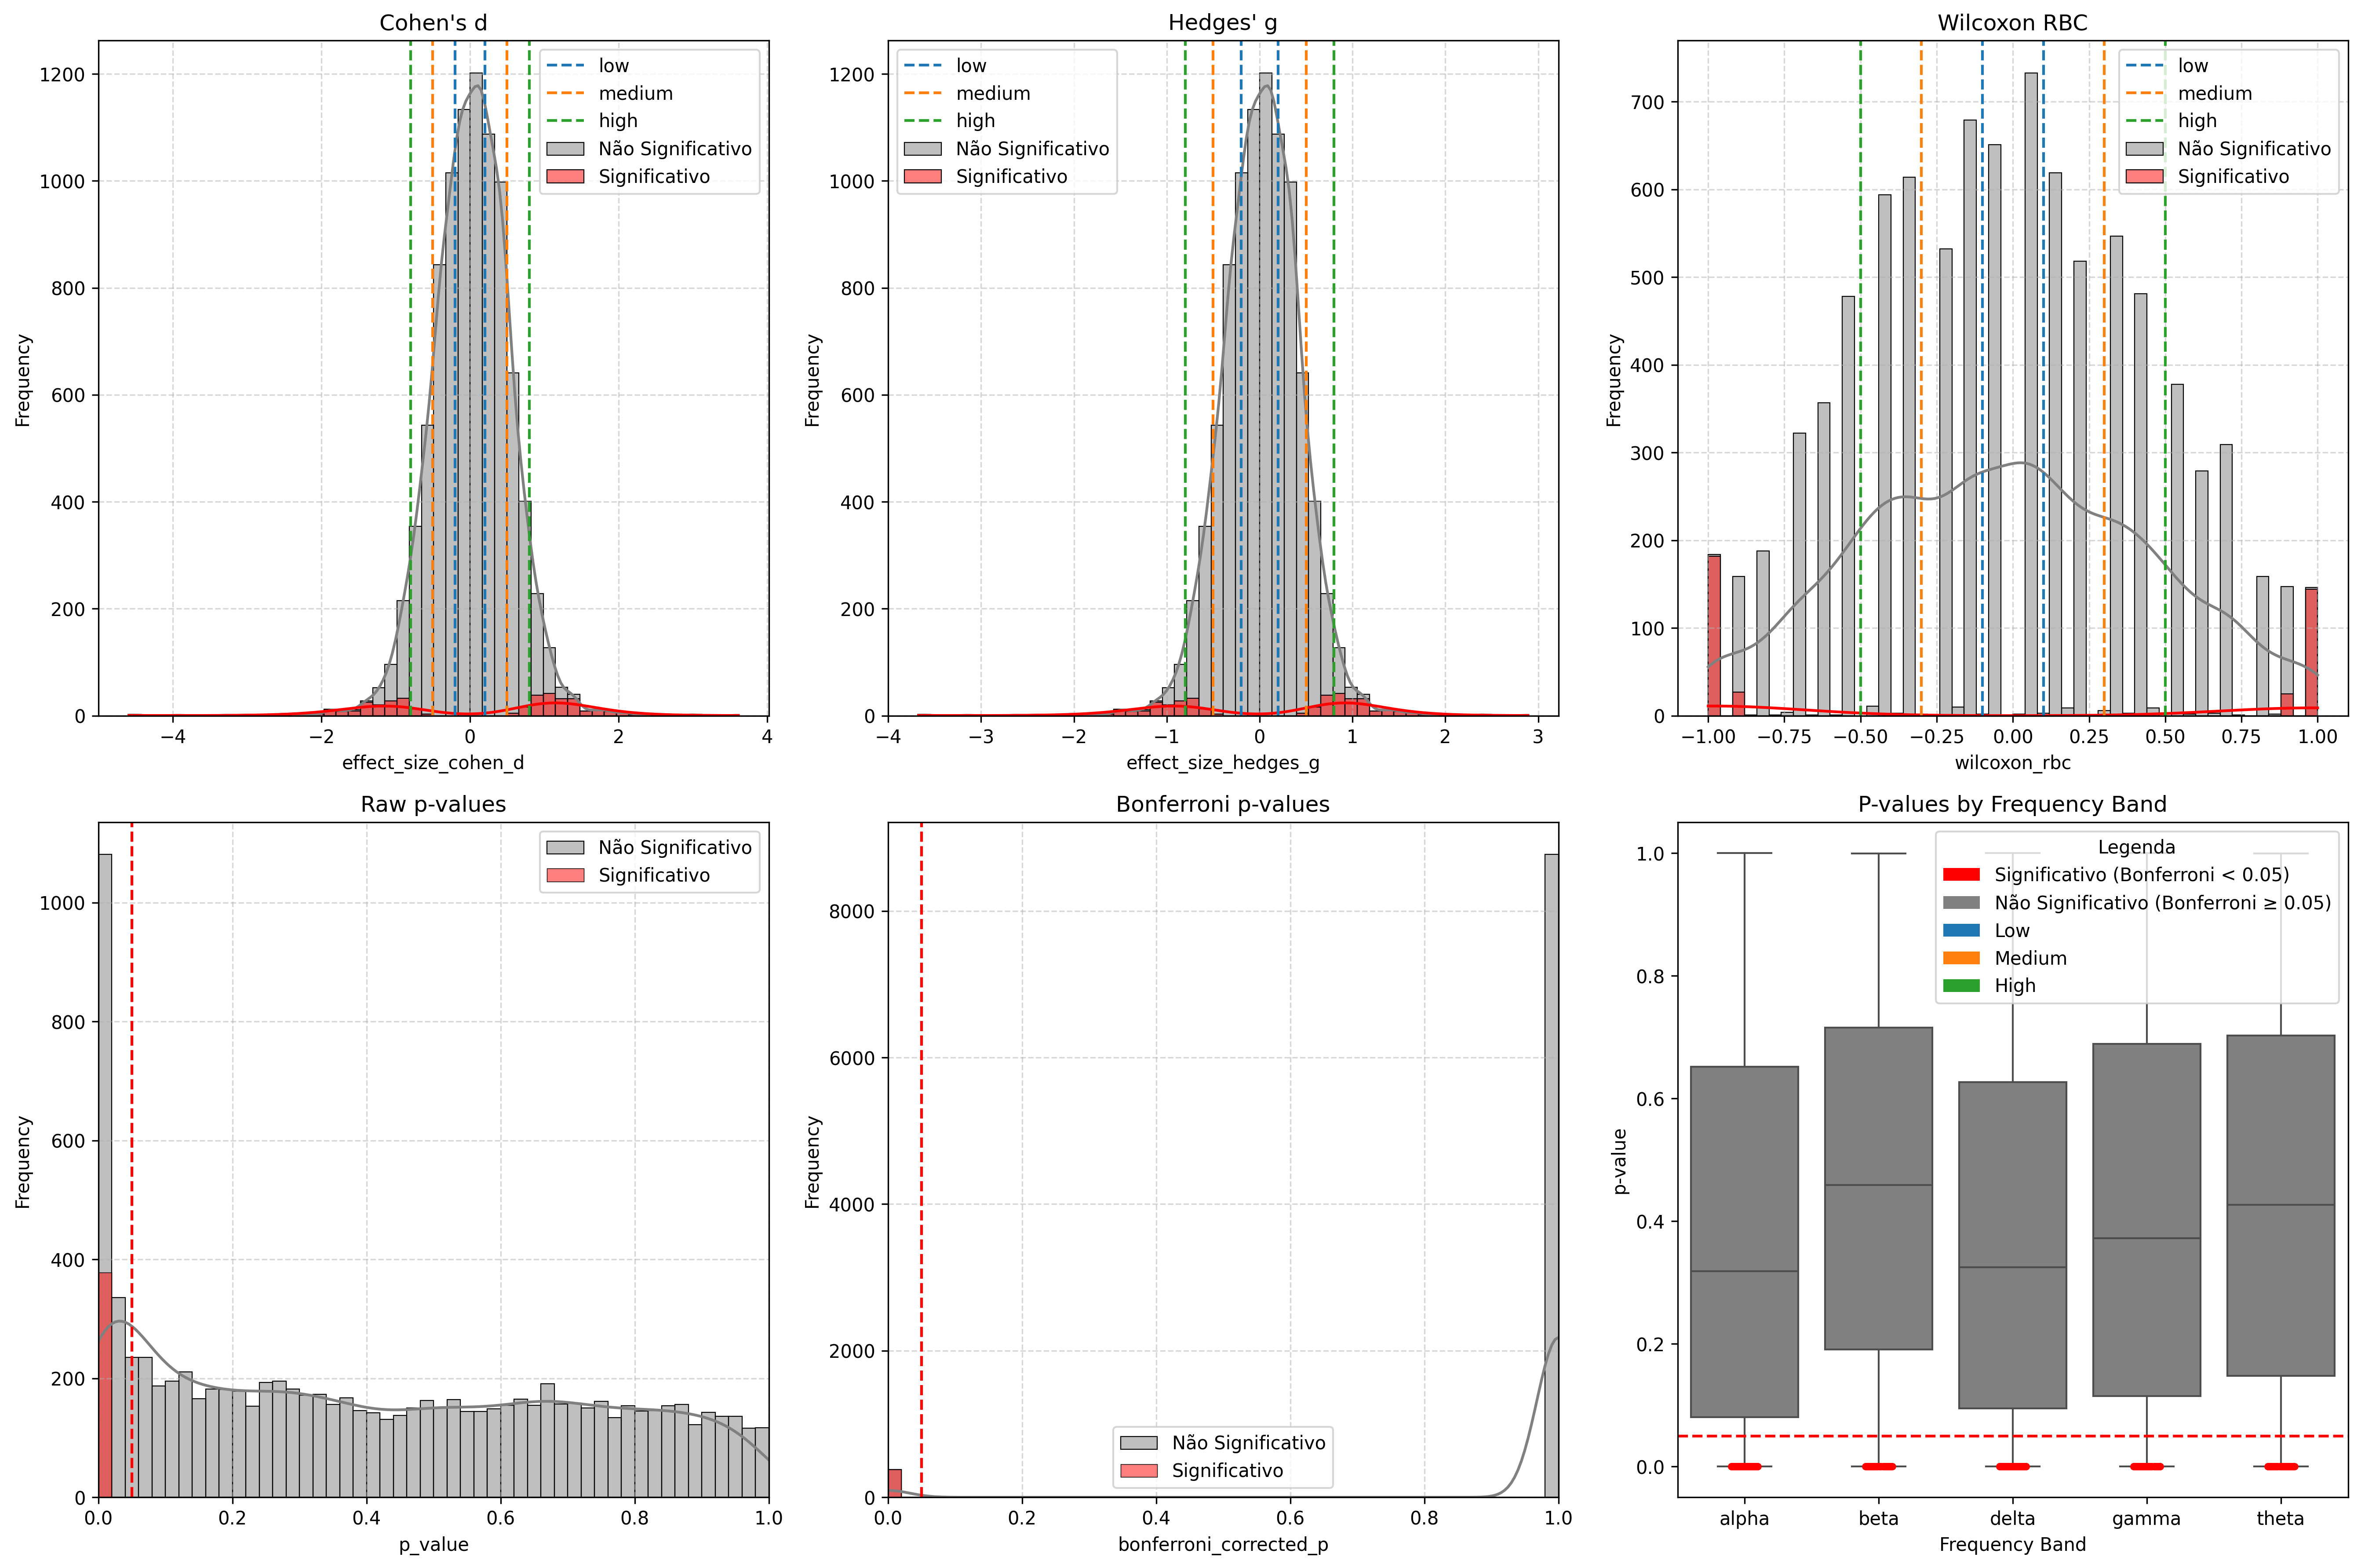 Cohen's d
Frequency
1200
1000
800
600
400
200
0
−4
−2
0
2
4
effect_size_cohen_d
low
medium
high
Não Significativo
Significativo
Hedges' g
Frequency
1200
1000
800
600
400
200
0
−4
−3
−2
−1
0
1
2
3
effect_size_hedges_g
low
medium
high
Não Significativo
Significativo
Wilcoxon RBC
Frequency
700
600
500
400
300
200
100
0
−1.00
−0.75
−0.50
−0.25
0.00
0.25
0.50
0.75
1.00
wilcoxon_rbc
low
medium
high
Não Significativo
Significativo
Raw p-values
Frequency
1000
800
600
400
200
0
0.0
0.2
0.4
0.6
0.8
1.0
p_value
Não Significativo
Significativo
Bonferroni p-values
Frequency
8000
6000
4000
2000
0
0.0
0.2
0.4
0.6
0.8
1.0
bonferroni_corrected_p
Não Significativo
Significativo
P-values by Frequency Band
p-value
1.0
0.8
0.6
0.4
0.2
0.0
alpha
beta
delta
gamma
theta
Frequency Band
Legenda
Significativo (Bonferroni < 0.05)
Não Significativo (Bonferroni ≥ 0.05)
Low
Medium
High